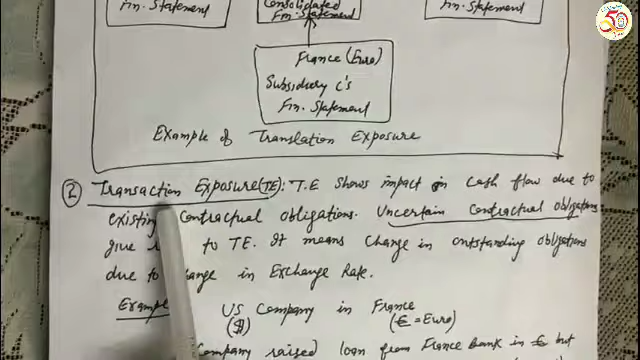 Fin. Statement
Consolidated
Fin. Statement
Fin. Statement
France (Euro)
Subsidiary C's
Fin. Statement
Example of Translation Exposure
② Transaction Exposure (TE): T.E shows impact on cash flow due to
existing contractual obligations. Uncertain Contractual obligations
give to TE. It means change in outstanding obligations
due to change in Exchange Rate.
Example US Company in France
($) (€ = Euro)
Company raised loan from France bank in € but
50